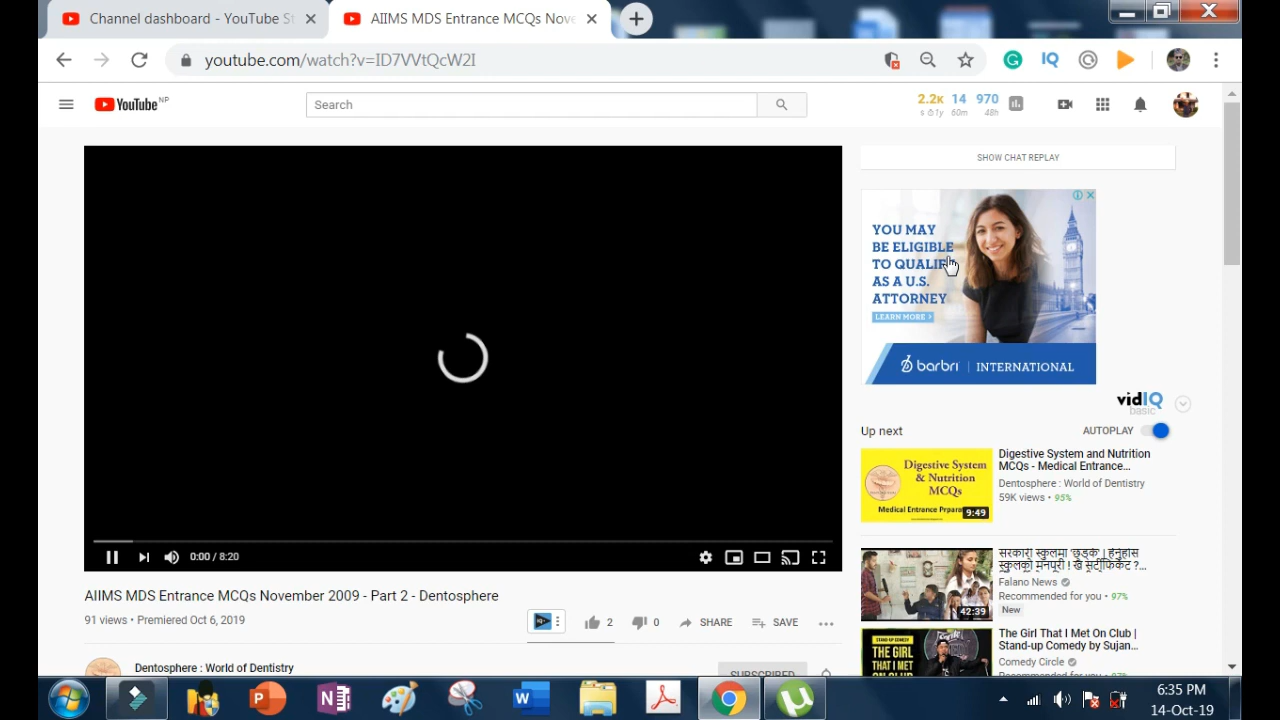 Channel dashboard - YouTube St
AIIMS MDS Entrance MCQs Nove
youtube.com/watch?v=ID7VVtQcW2I
IQ
YouTube NP
Search
2.2K 14 970
1y 60m 48h
SHOW CHAT REPLAY
YOU MAY
BE ELIGIBLE
TO QUALIFY
AS A U.S.
ATTORNEY
LEARN MORE >
barbri | INTERNATIONAL
vidIQ
basic
Up next
AUTOPLAY
Digestive System
& Nutrition
MCQs
Medical Entrance Prparat
9:49
Digestive System and Nutrition
MCQs - Medical Entrance...
Dentosphere : World of Dentistry
59K views • 95%
42:39
Falano News
Recommended for you • 97%
New
STAND-UP COMEDY
THE GIRL
THAT I MET
ON CLUB
The Girl That I Met On Club |
Stand-up Comedy by Sujan...
Comedy Circle
0:00 / 8:20
AIIMS MDS Entrance MCQs November 2009 - Part 2 - Dentosphere
91 views • Premiered Oct 6, 2019
2
0
SHARE
SAVE
Dentosphere : World of Dentistry
SUBSCRIBED
6:35 PM
14-Oct-19